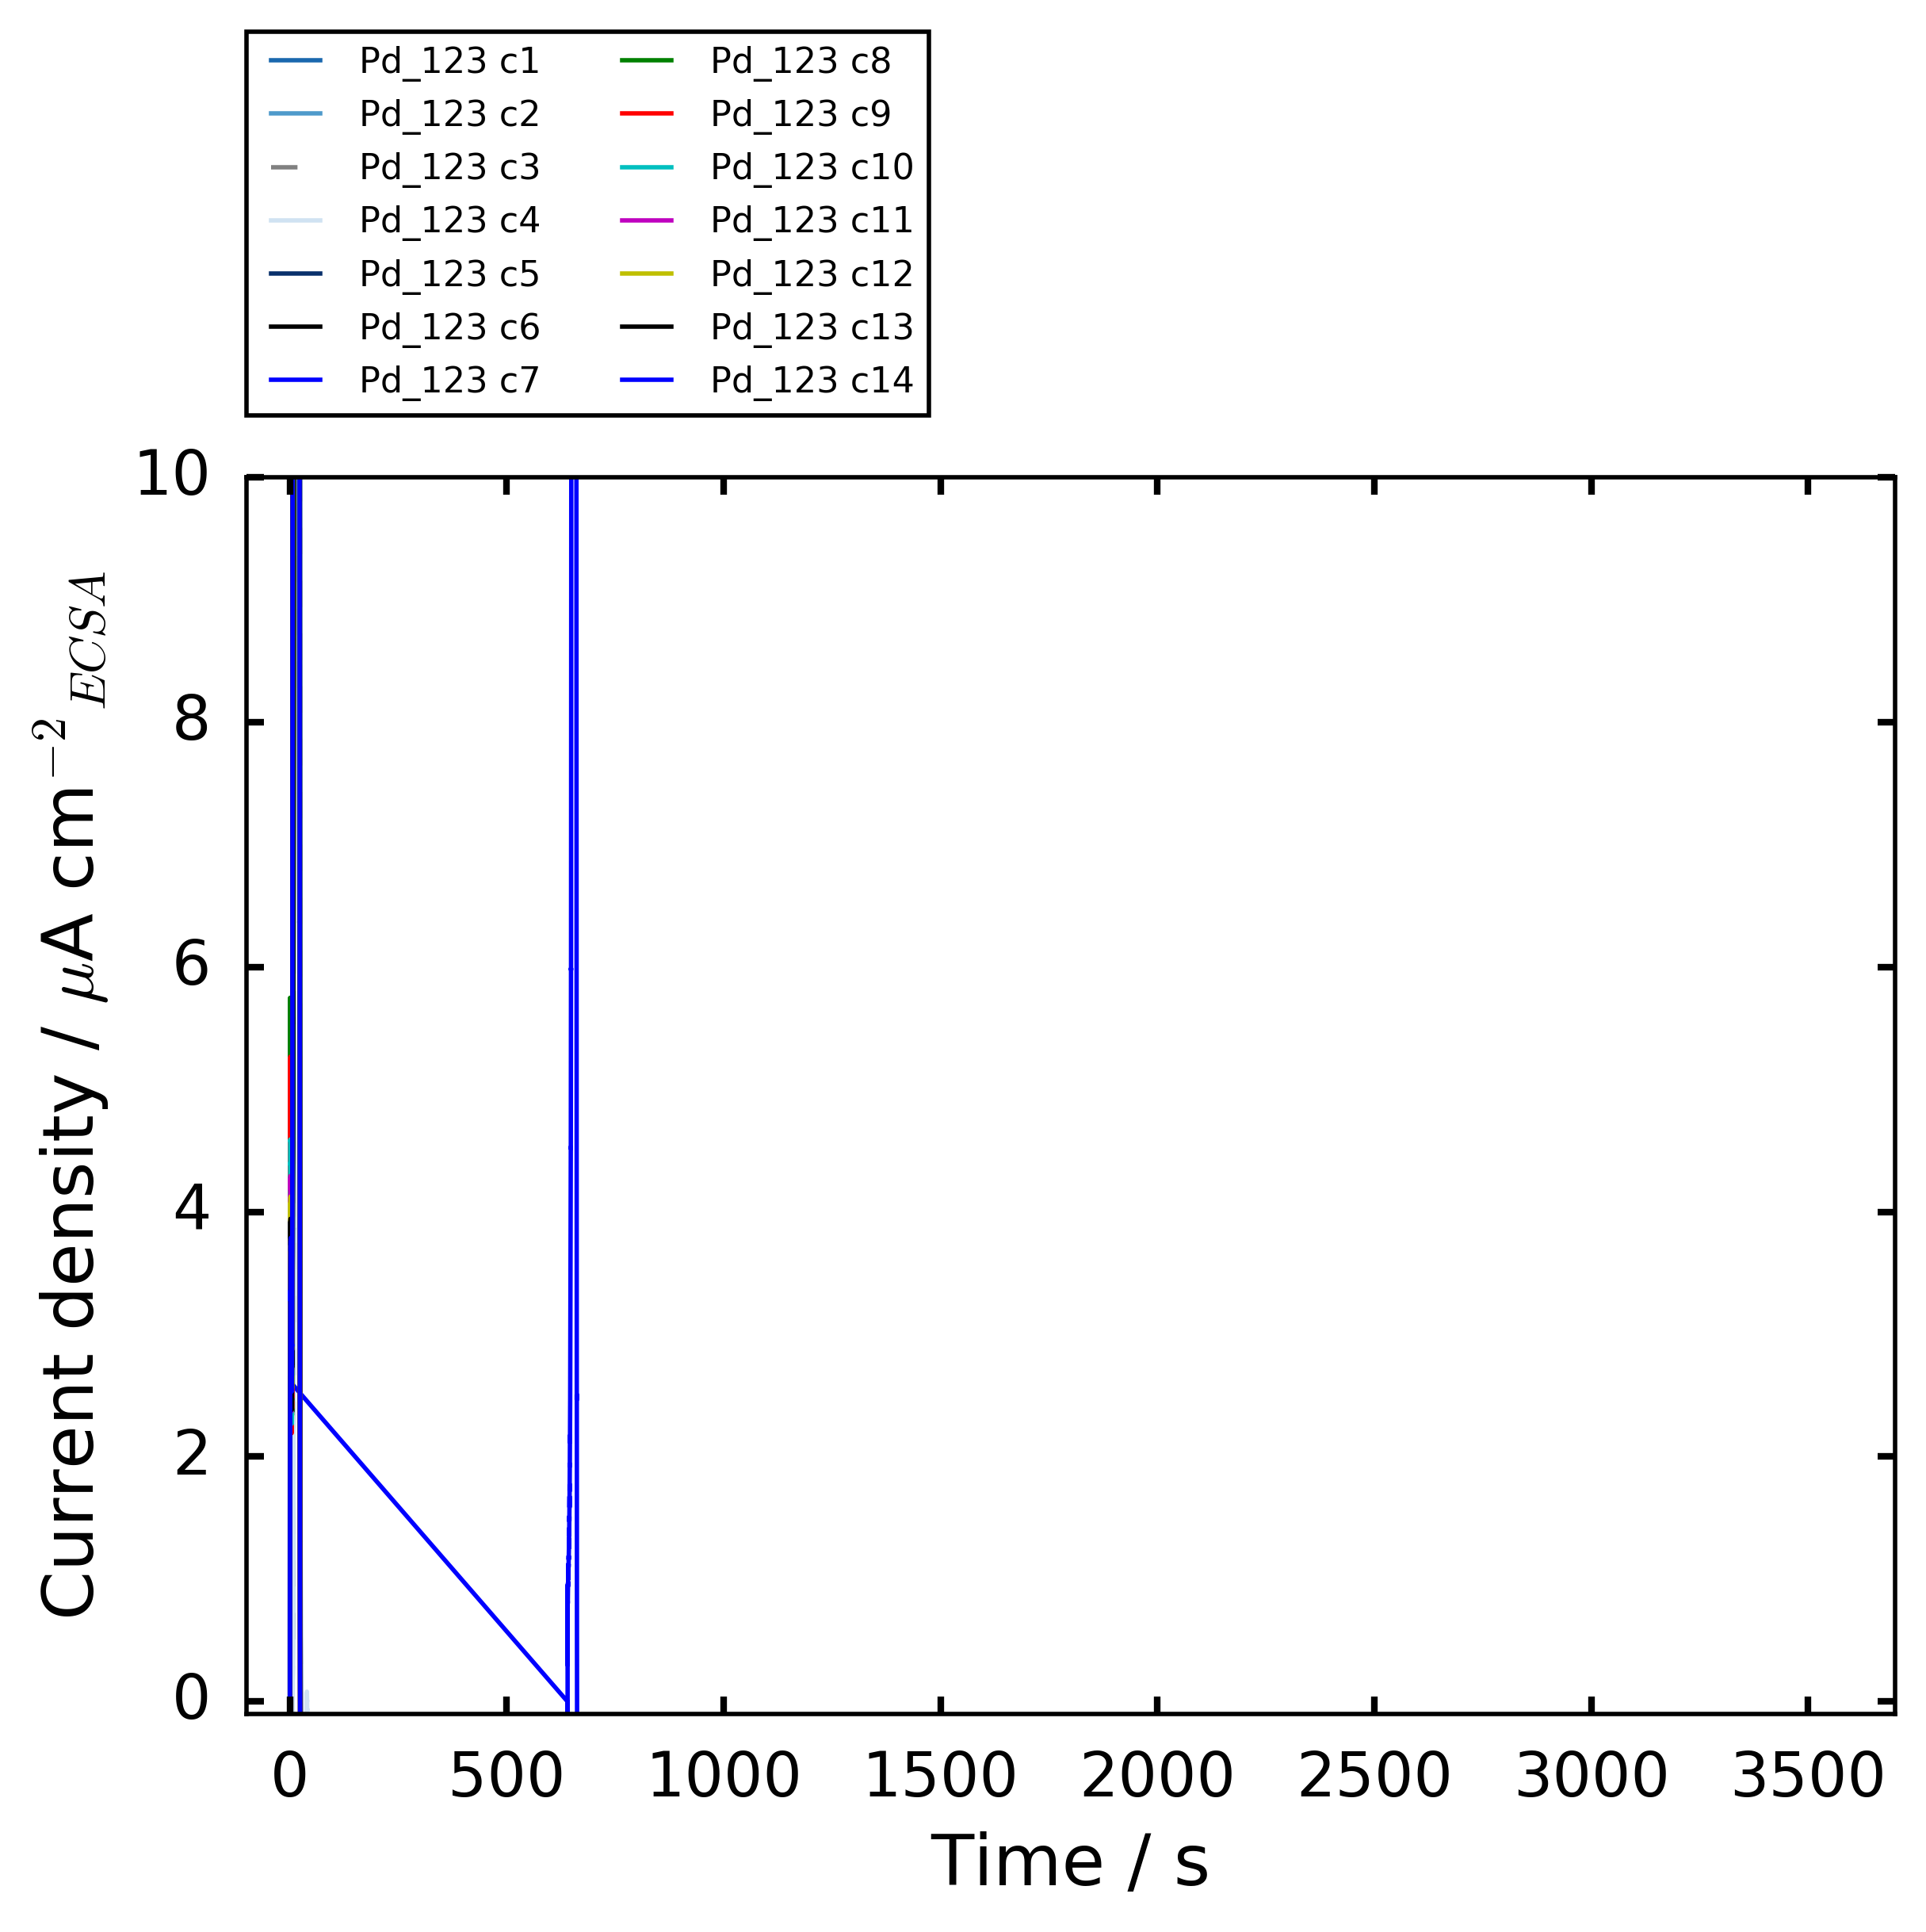 Pd_123 c1
Pd_123 c2
Pd_123 c3
Pd_123 c4
Pd_123 c5
Pd_123 c6
Pd_123 c7
Pd_123 c8
Pd_123 c9
Pd_123 c10
Pd_123 c11
Pd_123 c12
Pd_123 c13
Pd_123 c14
Current density / μA cm⁻² ECSA
10
8
6
4
2
0
0 500 1000 1500 2000 2500 3000 3500
Time / s